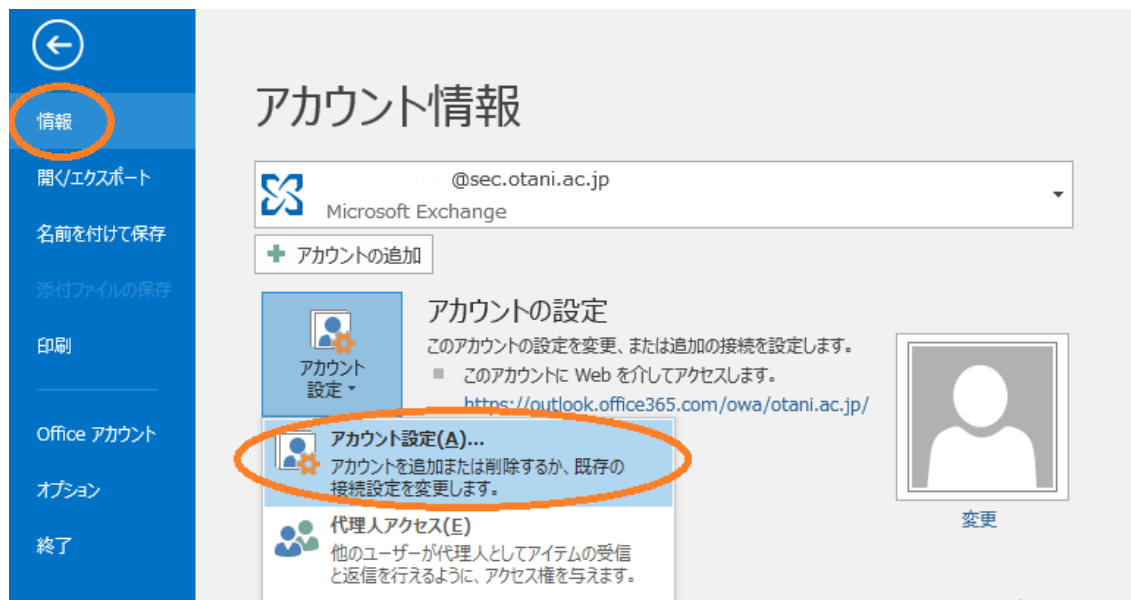 情報
開く/エクスポート
名前を付けて保存
添付ファイルの保存
印刷
Office アカウント
オプション
終了
アカウント情報
@sec.otani.ac.jp
Microsoft Exchange
アカウントの追加
アカウント
設定
アカウントの設定
このアカウントの設定を変更、または追加の接続を設定します。
このアカウントに Web を介してアクセスします。
https://outlook.office365.com/owa/otani.ac.jp/
アカウント設定(A)...
アカウントを追加または削除するか、既存の
接続設定を変更します。
代理人アクセス(E)
他のユーザーが代理人としてアイテムの受信
と返信を行えるように、アクセス権を与えます。
変更